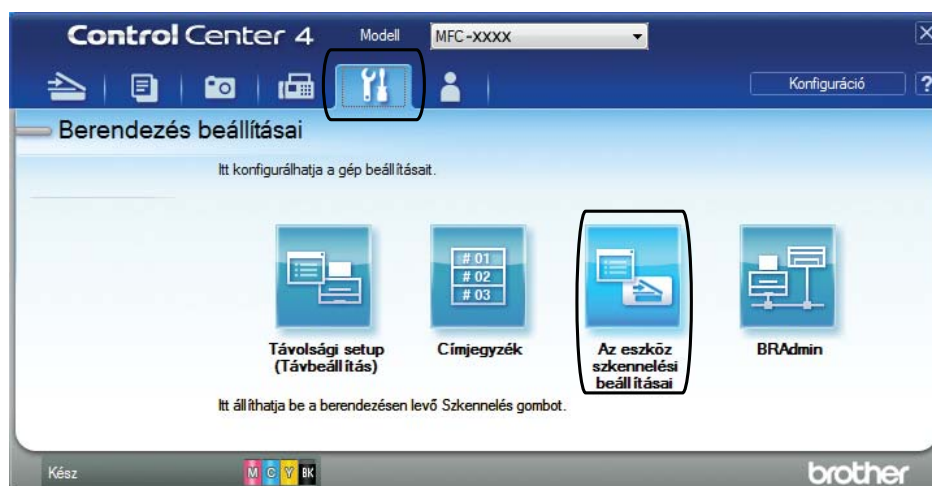 Control Center 4
Modell
MFC-XXXX
Konfiguráció
?
Berendezés beállításai
Itt konfigurálhatja a gép beállításait.
# 01
# 02
# 03
Távolsági setup
(Távbeállítás)
Címjegyzék
Az eszköz
szkennelési
beállításai
BRAdmin
Itt állíthatja be a berendezésen levő Szkennelés gombot.
Kész
M C Y BK
brother